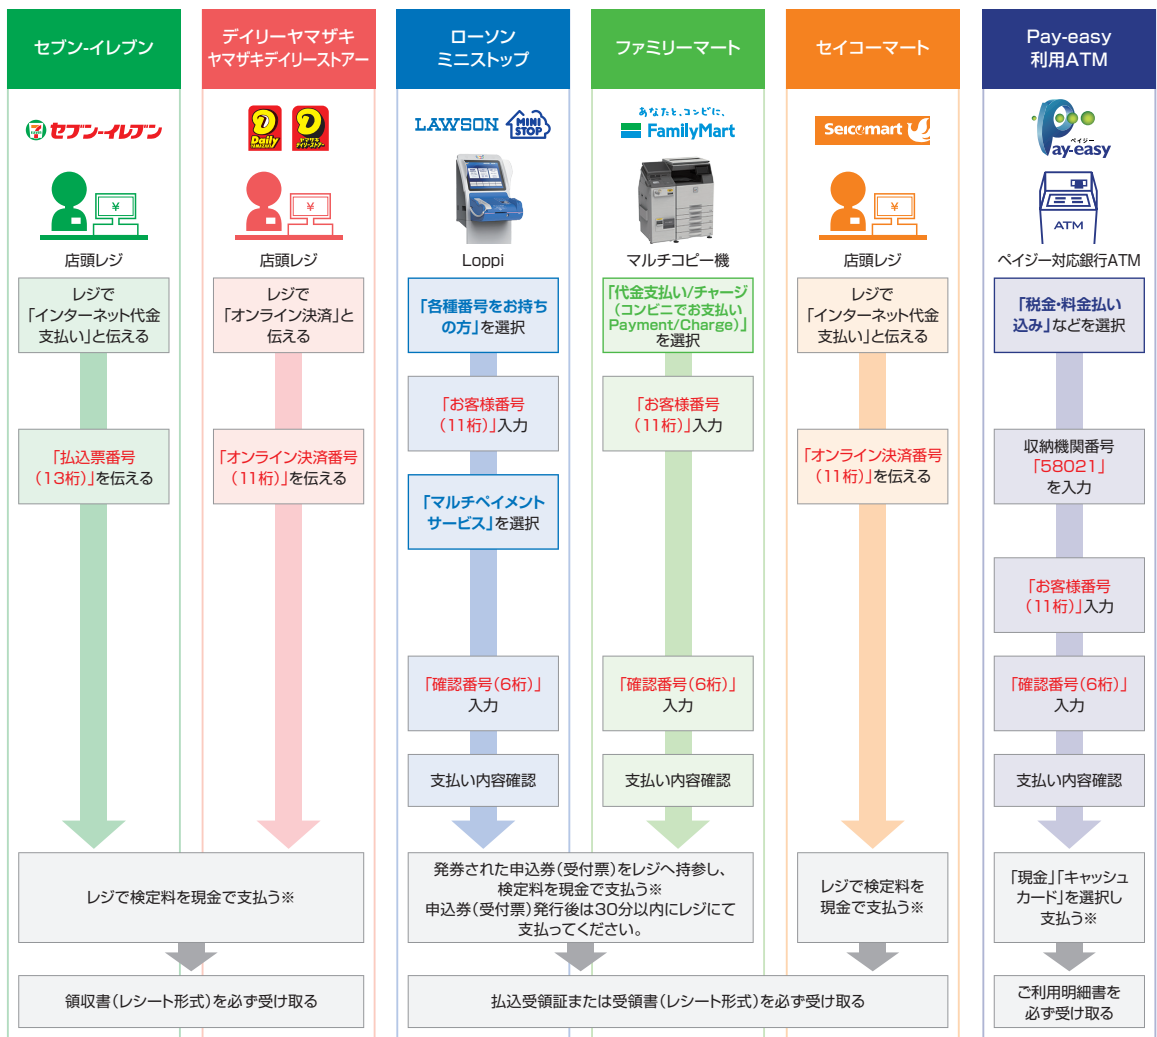 セブン-イレブン
デイリーヤマザキ
ヤマザキデイリーストアー
ローソン
ミニストップ
ファミリーマート
セイコーマート
Pay-easy
利用ATM
セブン-イレブン
Daily
YAMAZAKI
ヤマザキ
デイリーストアー
LAWSON
MINI
STOP
あなたと、コンビに、
FamilyMart
Seicomart
ペイジー
Pay-easy
¥
¥
¥
ATM
店頭レジ
店頭レジ
Loppi
マルチコピー機
店頭レジ
ペイジー対応銀行ATM
レジで
「インターネット代金
支払い」と伝える
レジで
「オンライン決済」と
伝える
「各種番号をお持ち
の方」を選択
「代金支払い/チャージ
(コンビニでお支払い
Payment/Charge)」
を選択
レジで
「インターネット代金
支払い」と伝える
「税金・料金払い
込み」などを選択
「お客様番号
(11桁)」入力
「お客様番号
(11桁)」入力
「払込票番号
(13桁)」を伝える
「オンライン決済番号
(11桁)」を伝える
「マルチペイメント
サービス」を選択
「オンライン決済番号
(11桁)」を伝える
収納機関番号
「58021」
を入力
「お客様番号
(11桁)」入力
「確認番号(6桁)」
入力
「確認番号(6桁)」
入力
「確認番号(6桁)」
入力
支払い内容確認
支払い内容確認
支払い内容確認
レジで検定料を現金で支払う※
発券された申込券(受付票)をレジへ持参し、
検定料を現金で支払う※
申込券(受付票)発行後は30分以内にレジにて
支払ってください。
レジで検定料を
現金で支払う※
「現金」「キャッシュ
カード」を選択し
支払う※
領収書(レシート形式)を必ず受け取る
払込受領証または受領書(レシート形式)を必ず受け取る
ご利用明細書を
必ず受け取る